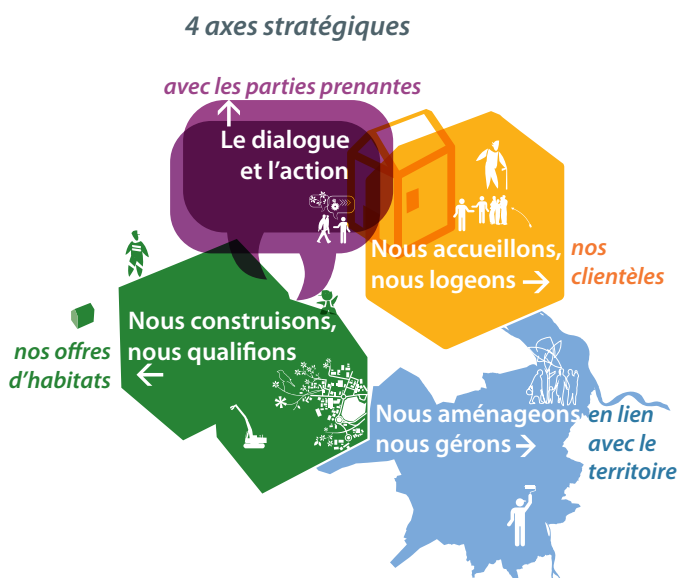 4 axes stratégiques
avec les parties prenantes
Le dialogue
et l'action
Nous accueillons,
nous logeons →
nos
clientèles
Nous construisons,
nous qualifions
←
nos offres
d'habitats
Nous aménageons
nous gérons →
en lien
avec le
territoire